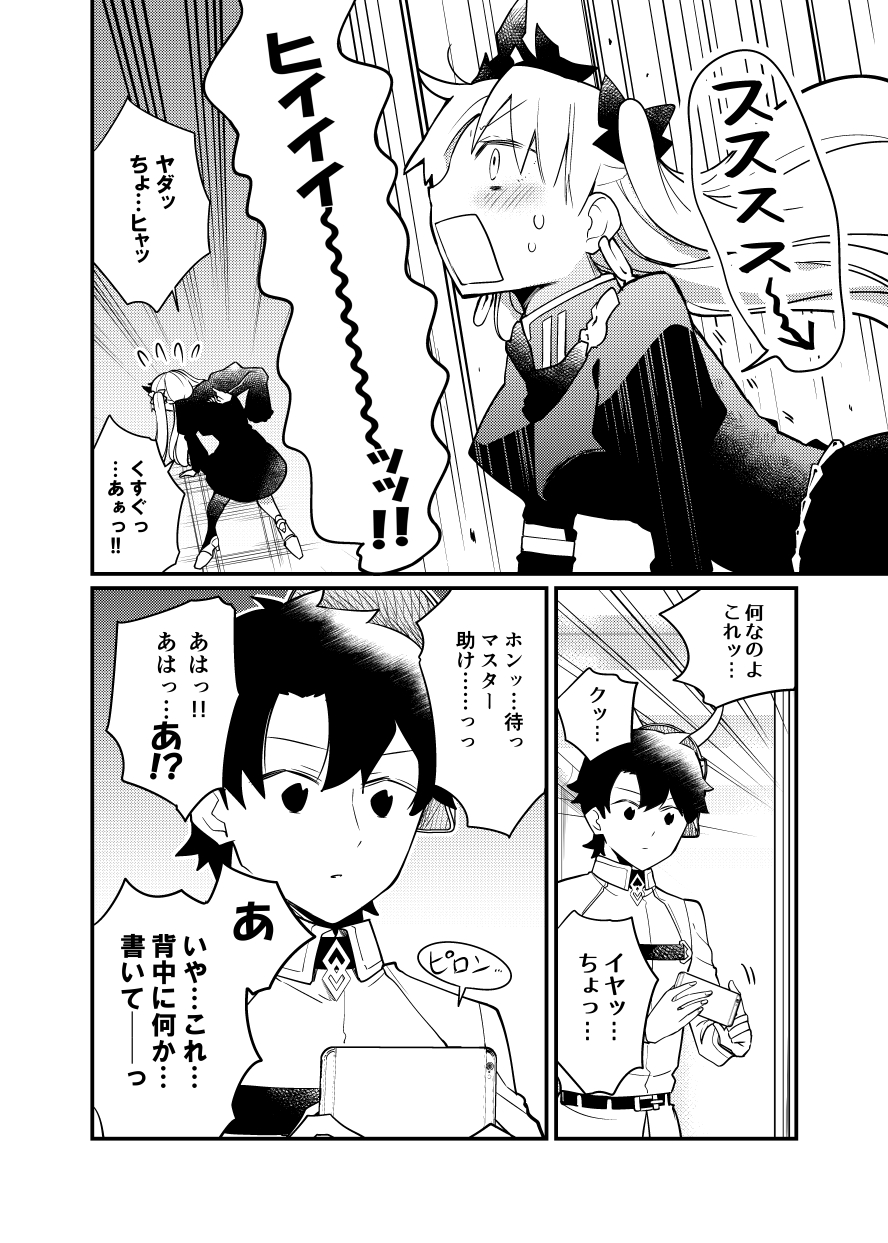 スススス
ヒイイイ～～～ッッ!!
ヤダッ
ちょ…ヒャッ
くすぐっ
…あぁっ!!
何なのよ
これッ…
クッ…
イヤッ…
ちょっ…
ホンッ…待っ
マスター
助け……っっ
あはっ!!
あはっ…あ!?
ピロン…
あ
いや…これ…
背中に何か…
書いて──っ